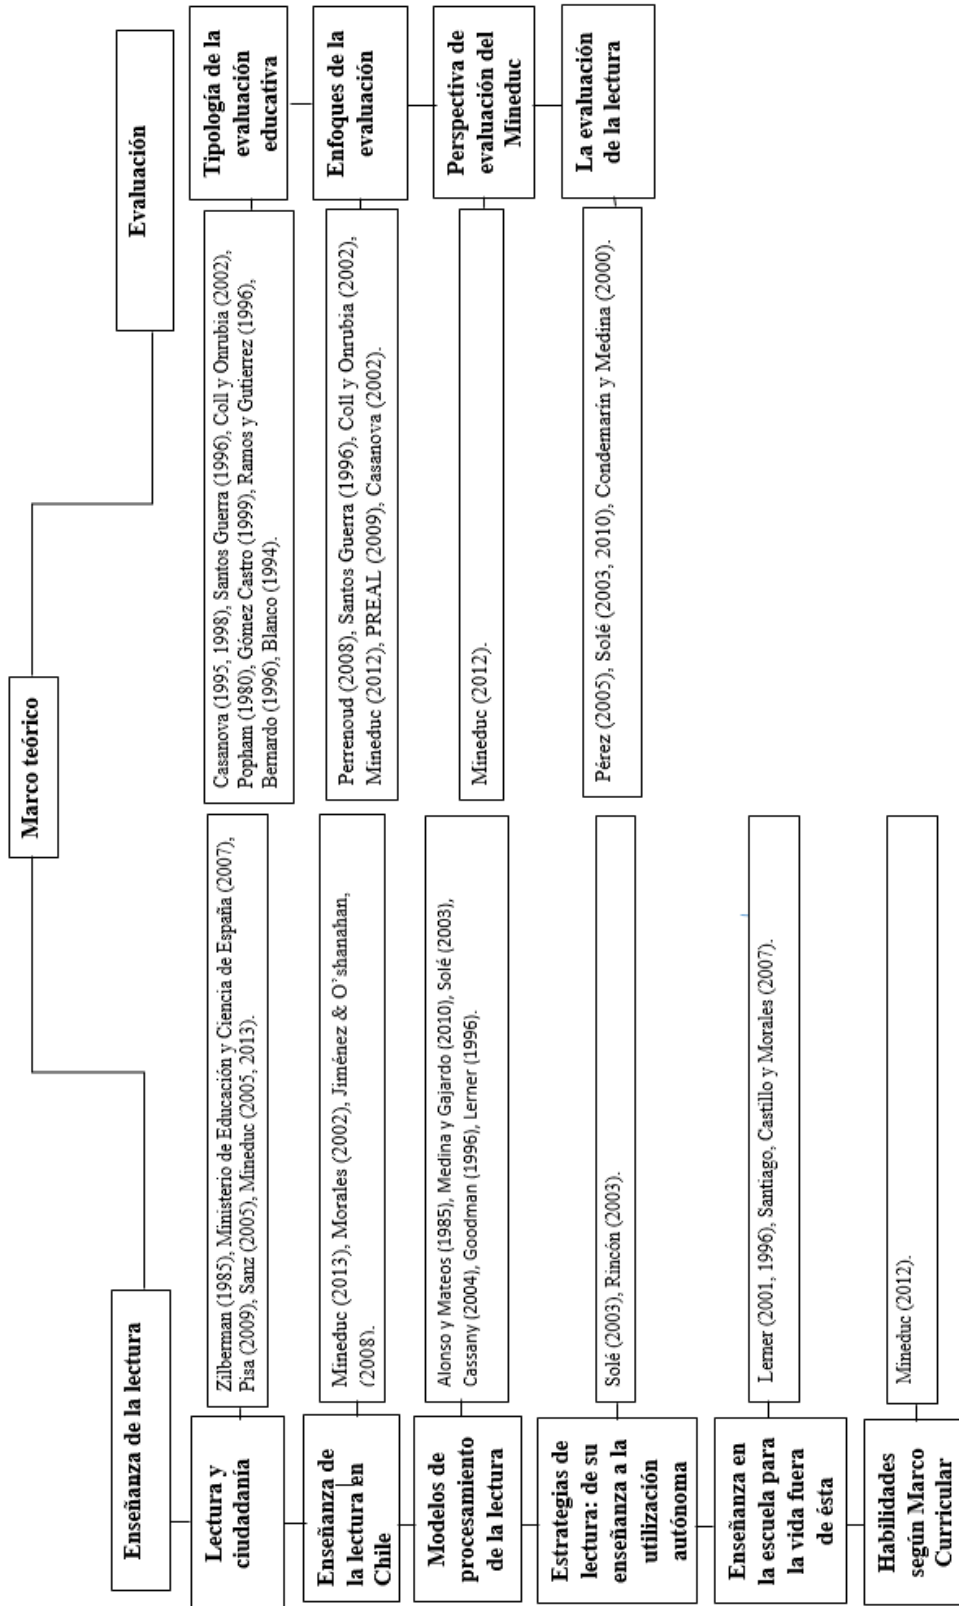 Marco teórico
Enseñanza de la lectura
Lectura y
ciudadanía
Zilberman (1985), Ministerio de Educación y Ciencia de España (2007),
Pisa (2009), Sanz (2005), Mineduc (2005, 2013).
Enseñanza de
la lectura en
Chile
Mineduc (2013), Morales (2002), Jiménez & O'shanahan,
(2008).
Modelos de
procesamiento
de la lectura
Alonso y Mateos (1985), Medina y Gajardo (2010), Solé (2003),
Cassany (2004), Goodman (1996), Lerner (1996).
Estrategias de
lectura: de su
enseñanza a la
utilización
autónoma
Solé (2003), Rincón (2003).
Enseñanza en
la escuela para
la vida fuera
de ésta
Lerner (2001, 1996), Santiago, Castillo y Morales (2007).
Habilidades
según Marco
Curricular
Mineduc (2012).
Evaluación
Tipología de la
evaluación
educativa
Casanova (1995, 1998), Santos Guerra (1996), Coll y Onrubia (2002),
Popham (1980), Gómez Castro (1999), Ramos y Gutierrez (1996),
Bernardo (1996), Blanco (1994).
Enfoques de la
evaluación
Perrenoud (2008), Santos Guerra (1996), Coll y Onrubia (2002),
Mineduc (2012), PREAL (2009), Casanova (2002).
Perspectiva de
evaluación del
Mineduc
Mineduc (2012).
La evaluación
de la lectura
Pérez (2005), Solé (2003, 2010), Condemarín y Medina (2000).